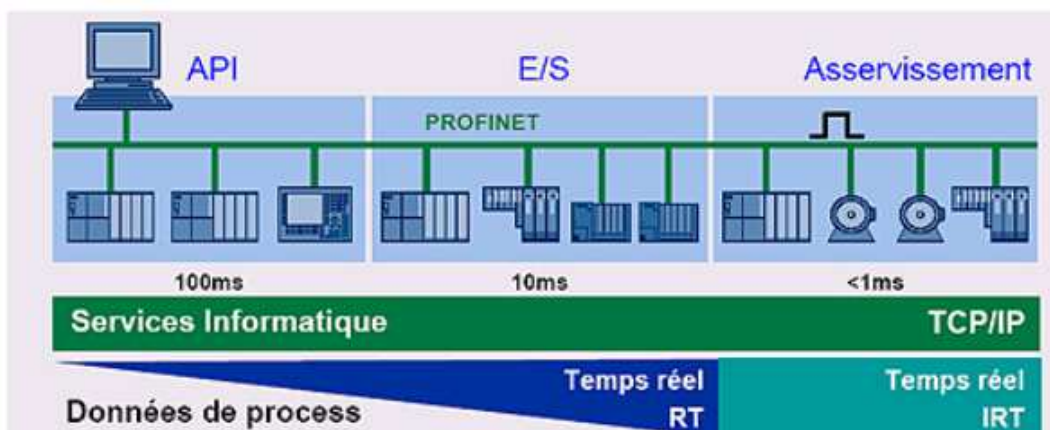 API
E/S
Asservissement
PROFINET
100ms
10ms
<1ms
Services Informatique
TCP/IP
Temps réel
RT
Temps réel
IRT
Données de process